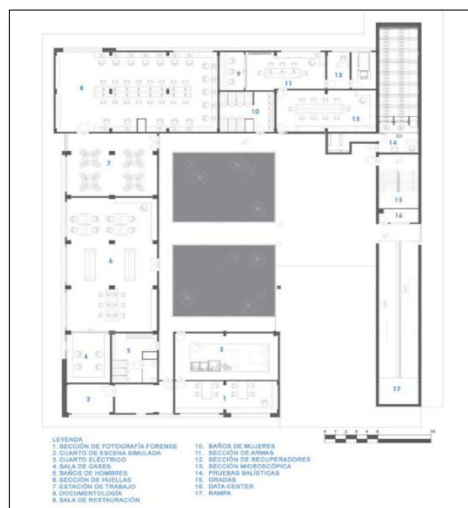 8
9
11
12
10
13
14
7
15
16
6
4
5
2
3
1
17
LEYENDA
1. SECCIÓN DE FOTOGRAFÍA FORENSE
2. CUARTO DE ESCENA SIMULADA
3. CUARTO ELÉCTRICO
4. SALA DE GASES
5. BAÑOS DE HOMBRES
6. SECCIÓN DE HUELLAS
7. ESTACIÓN DE TRABAJO
8. DOCUMENTOLOGÍA
9. SALA DE RESTAURACIÓN
10. BAÑOS DE MUJERES
11. SECCIÓN DE ARMAS
12. SECCIÓN DE RECUPERADORES
13. SECCIÓN MICROSCÓPICA
14. PRUEBAS BALÍSTICAS
15. GRADAS
16. DATA CENTER
17. RAMPA